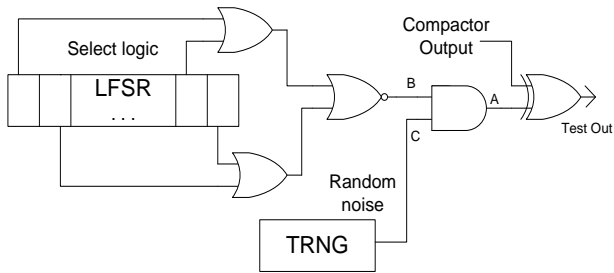 Compactor
Output
Select logic
LFSR
. . .
B
A
C
Test Out
Random
noise
TRNG